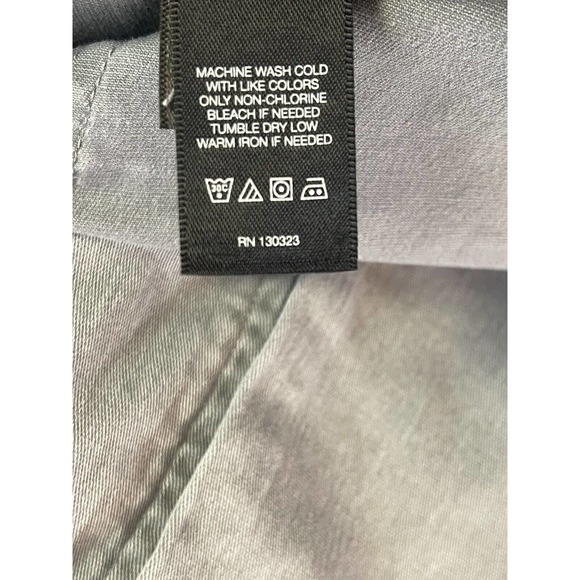 MACHINE WASH COLD
WITH LIKE COLORS
ONLY NON-CHLORINE
BLEACH IF NEEDED
TUMBLE DRY LOW
WARM IRON IF NEEDED
30C
RN 130323